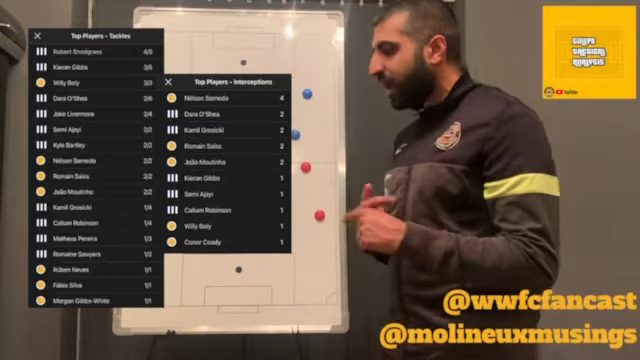 Top Players - Tackles
Robert Snodgrass 4/5
Kieran Gibbs 3/5
Willy Boly 3/3
Dara O'Shea 2/6
Jake Livermore 2/4
Semi Ajayi 2/2
Kyle Bartley 2/2
Nélson Semedo 2/2
Romain Saïss 2/2
João Moutinho 2/2
Kamil Grosicki 1/4
Callum Robinson 1/4
Matheus Pereira 1/3
Romaine Sawyers 1/2
Rúben Neves 1/1
Fábio Silva 1/1
Morgan Gibbs-White 1/1
Top Players - Interceptions
Nélson Semedo 4
Dara O'Shea 2
Kamil Grosicki 2
Romain Saïss 2
João Moutinho 2
Kieran Gibbs 1
Semi Ajayi 1
Callum Robinson 1
Willy Boly 1
Conor Coady 1
GULLYS
TACTICAL
ANALYSIS
YouTube
@wwfcfancast
@molineuxmusings